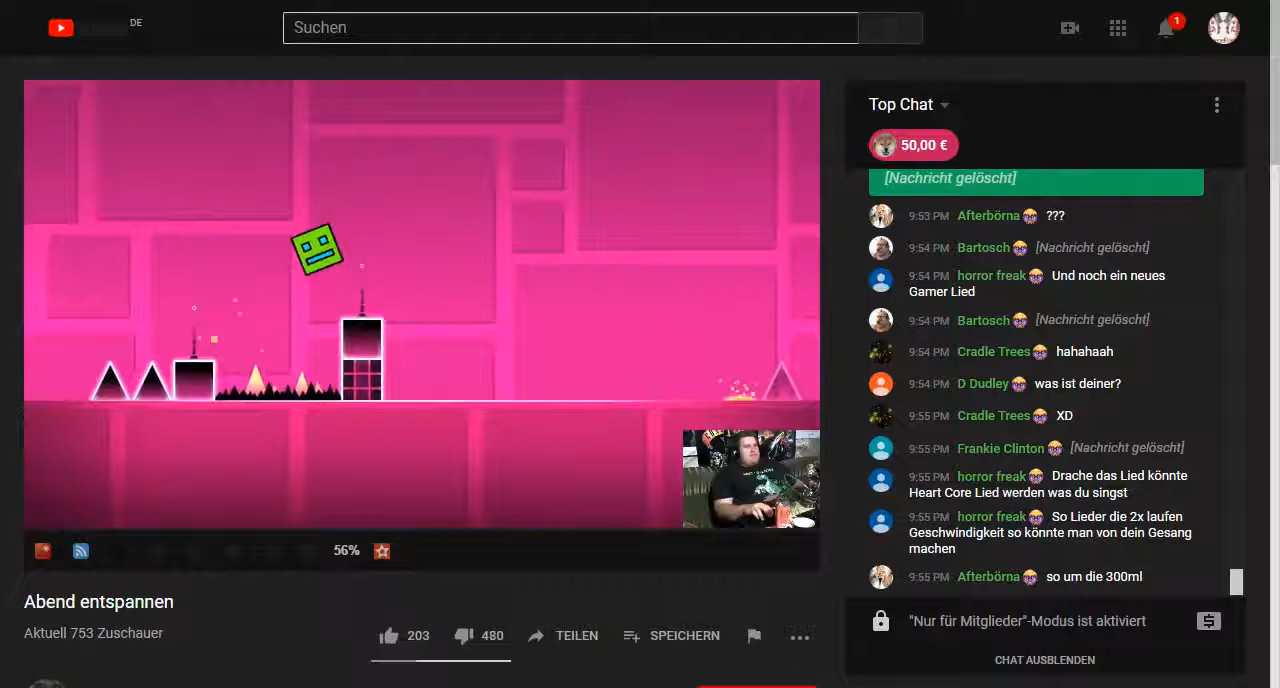 DE
Suchen
1
Top Chat
50,00 €
[Nachricht gelöscht]
9:53 PM Afterbörna ???
9:54 PM Bartosch [Nachricht gelöscht]
9:54 PM horror freak Und noch ein neues
Gamer Lied
9:54 PM Bartosch [Nachricht gelöscht]
9:54 PM Cradle Trees hahahaah
9:54 PM D Dudley was ist deiner?
9:55 PM Cradle Trees XD
9:55 PM Frankie Clinton [Nachricht gelöscht]
9:55 PM horror freak Drache das Lied könnte
Heart Core Lied werden was du singst
9:55 PM horror freak So Lieder die 2x laufen
Geschwindigkeit so könnte man von dein Gesang
machen
9:55 PM Afterbörna so um die 300ml
"Nur für Mitglieder"-Modus ist aktiviert
CHAT AUSBLENDEN
56%
Abend entspannen
Aktuell 753 Zuschauer
203
480
TEILEN
SPEICHERN